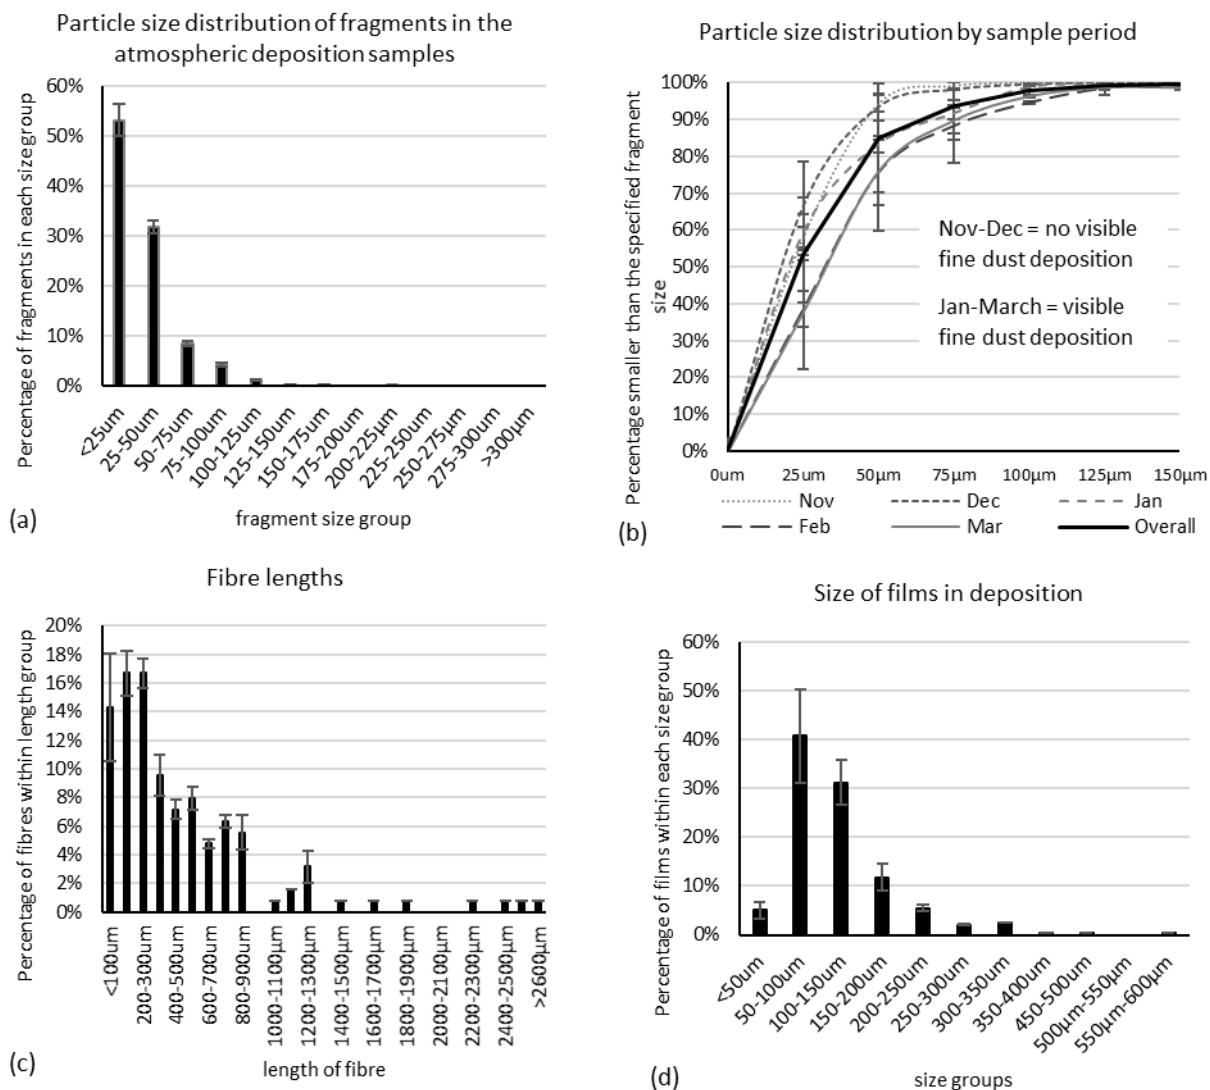 Particle size distribution of fragments in the
atmospheric deposition samples
Percentage of fragments in each size group
60%
50%
40%
30%
20%
10%
0%
<25um
25-50um
50-75um
75-100um
100-125um
125-150um
150-175um
175-200um
200-225µm
225-250um
250-275µm
275-300um
>300µm
fragment size group
(a)
Particle size distribution by sample period
Percentage smaller than the specified fragment
size
100%
90%
80%
70%
60%
50%
40%
30%
20%
10%
0%
Nov-Dec = no visible
fine dust deposition
Jan-March = visible
fine dust deposition
0um
25µm
50µm
75µm
100µm
125µm
150µm
Nov
Dec
Jan
Feb
Mar
Overall
(b)
Fibre lengths
Percentage of fibres within length group
20%
18%
16%
14%
12%
10%
8%
6%
4%
2%
0%
<100um
200-300um
400-500um
600-700um
800-900um
1000-1100µm
1200-1300µm
1400-1500µm
1600-1700µm
1800-1900µm
2000-2100µm
2200-2300µm
2400-2500µm
>2600µm
length of fibre
(c)
Size of films in deposition
Percentage of films within each size group
60%
50%
40%
30%
20%
10%
0%
<50um
50-100um
100-150um
150-200um
200-250um
250-300um
300-350um
350-400um
450-500um
500µm-550µm
550µm-600µm
size groups
(d)